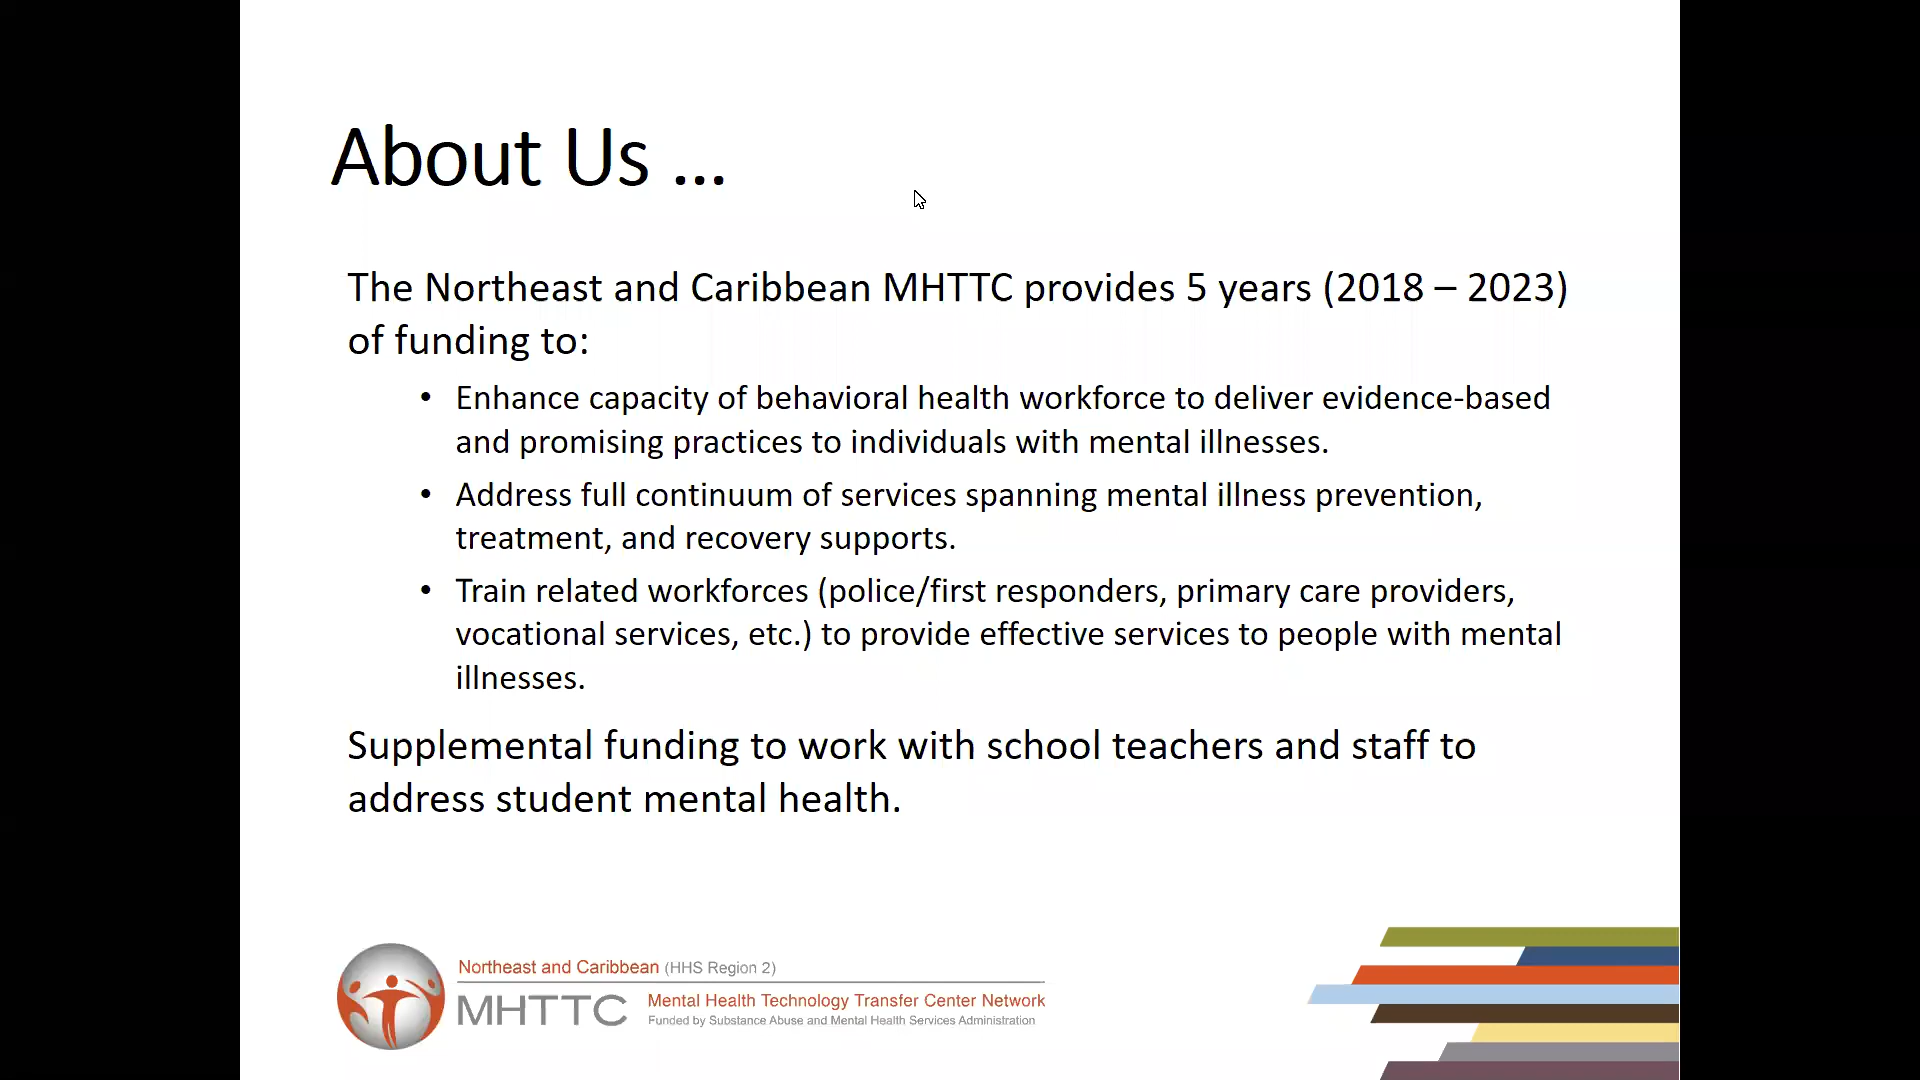 About Us ...
The Northeast and Caribbean MHTTC provides 5 years (2018 – 2023)
of funding to:
• Enhance capacity of behavioral health workforce to deliver evidence-based
and promising practices to individuals with mental illnesses.
• Address full continuum of services spanning mental illness prevention,
treatment, and recovery supports.
• Train related workforces (police/first responders, primary care providers,
vocational services, etc.) to provide effective services to people with mental
illnesses.
Supplemental funding to work with school teachers and staff to
address student mental health.
Northeast and Caribbean (HHS Region 2)
MHTTC Mental Health Technology Transfer Center Network
Funded by Substance Abuse and Mental Health Services Administration